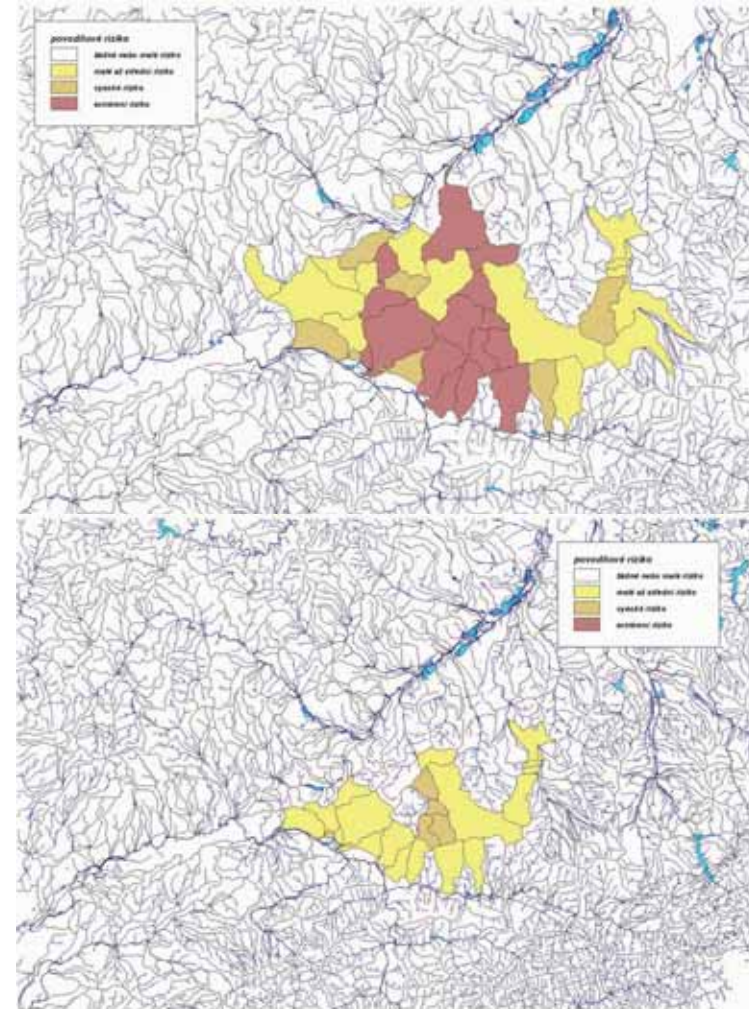 povodňové riziko
žádné nebo malé riziko
malé až střední riziko
vysoké riziko
extrémní riziko
povodňové riziko
žádné nebo malé riziko
malé až střední riziko
vysoké riziko
extrémní riziko